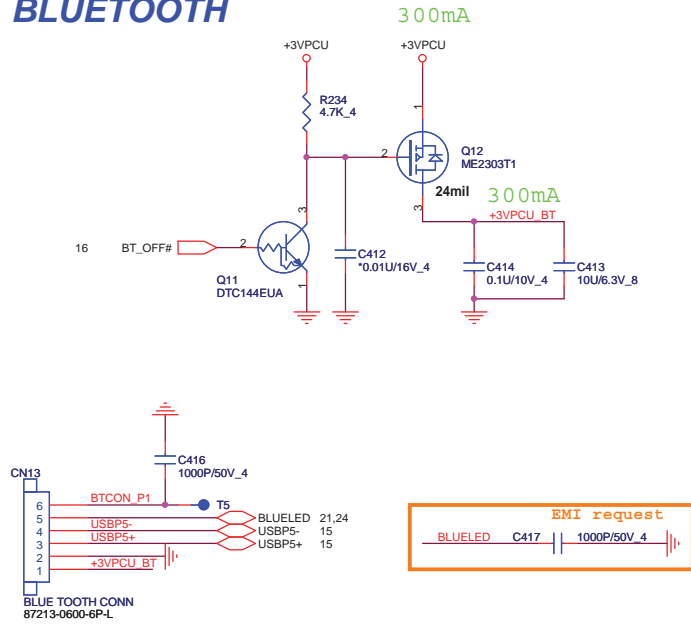 BLUETOOTH
300mA
+3VPCU
+3VPCU
R234
4.7K_4
1
2
Q12
ME2303T1
24mil
3
300mA
+3VPCU_BT
3
16 BT_OFF# 2
1
Q11
DTC144EUA
C412
*0.01U/16V_4
C414
0.1U/10V_4
C413
10U/6.3V_8
C416
1000P/50V_4
CN13
6 BTCON_P1 T5
5 BLUELED 21,24
4 USBP5- USBP5- 15
3 USBP5+ USBP5+ 15
2
1 +3VPCU_BT
BLUE TOOTH CONN
87213-0600-6P-L
EMI request
BLUELED C417 1000P/50V_4